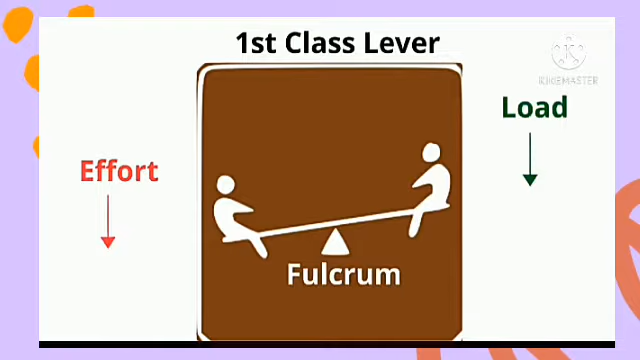 1st Class Lever
KINEMASTER
Load
Effort
Fulcrum